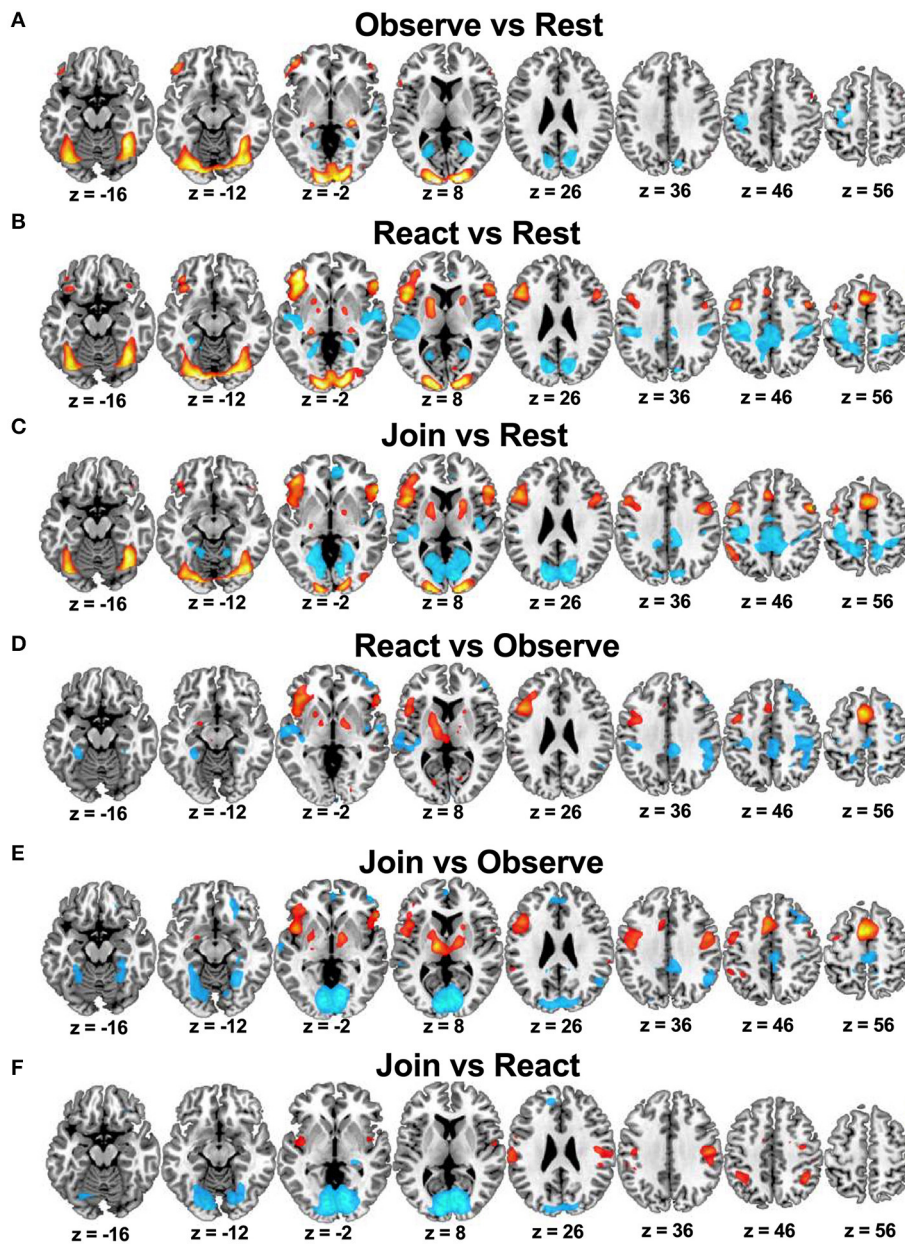 A
Observe vs Rest
z = -16 z = -12 z = -2 z = 8 z = 26 z = 36 z = 46 z = 56
B
React vs Rest
z = -16 z = -12 z = -2 z = 8 z = 26 z = 36 z = 46 z = 56
C
Join vs Rest
z = -16 z = -12 z = -2 z = 8 z = 26 z = 36 z = 46 z = 56
D
React vs Observe
z = -16 z = -12 z = -2 z = 8 z = 26 z = 36 z = 46 z = 56
E
Join vs Observe
z = -16 z = -12 z = -2 z = 8 z = 26 z = 36 z = 46 z = 56
F
Join vs React
z = -16 z = -12 z = -2 z = 8 z = 26 z = 36 z = 46 z = 56